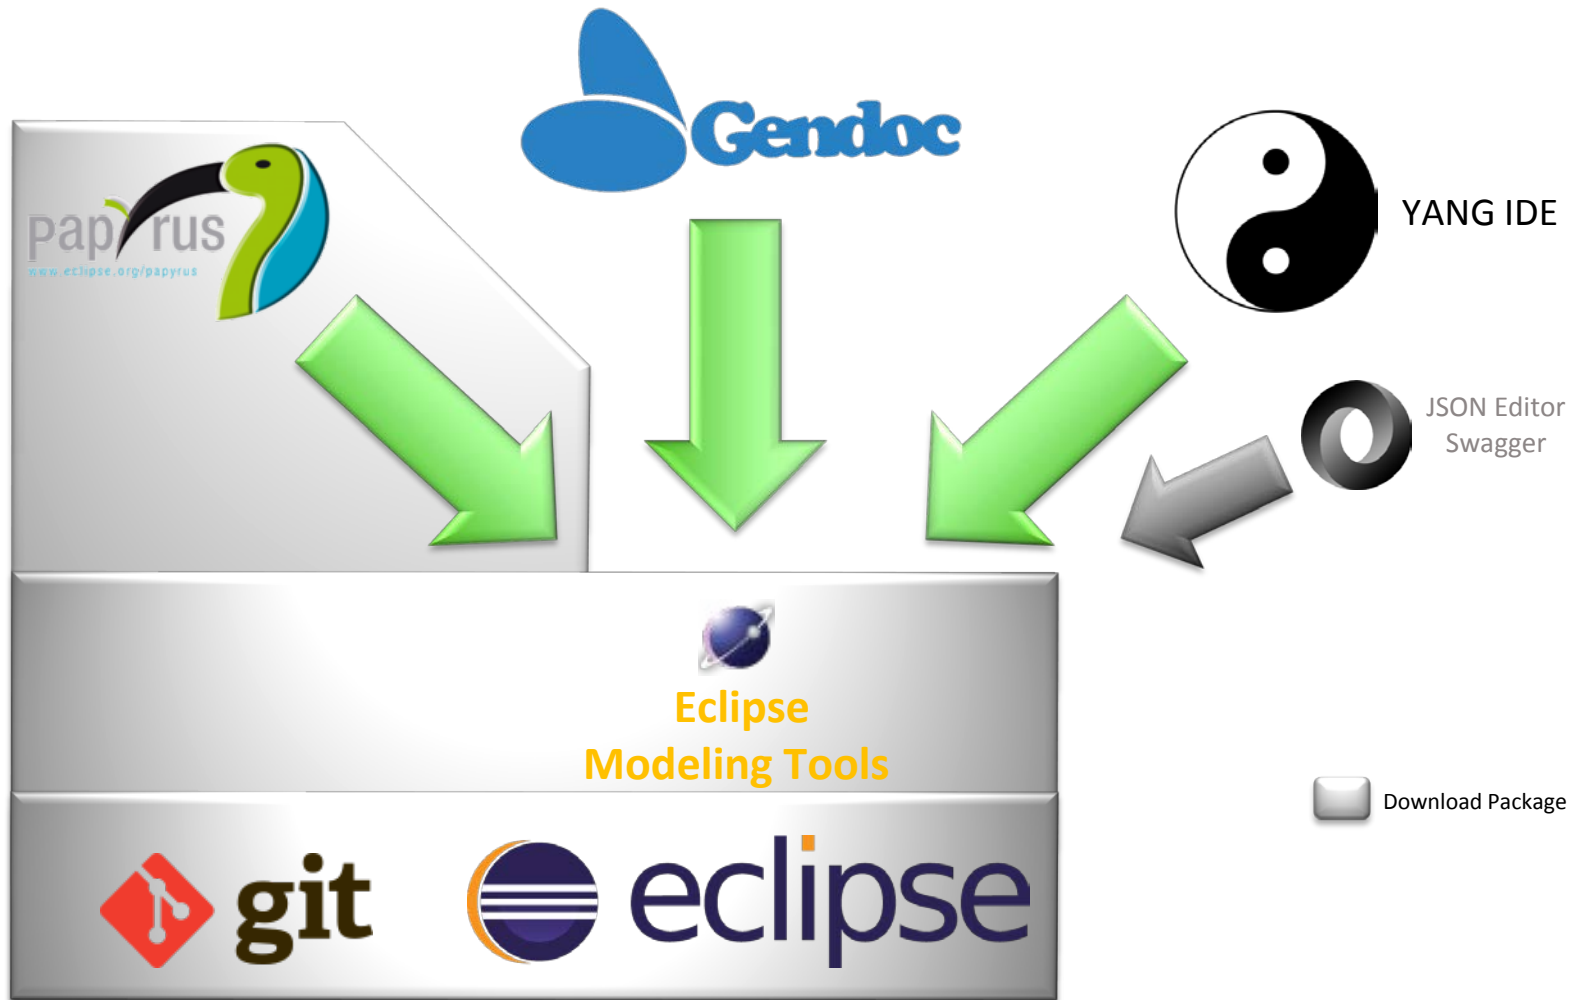 Gendoc
papyrus
www.eclipse.org/papyrus
YANG IDE
JSON Editor
Swagger
Eclipse
Modeling Tools
Download Package
git
eclipse